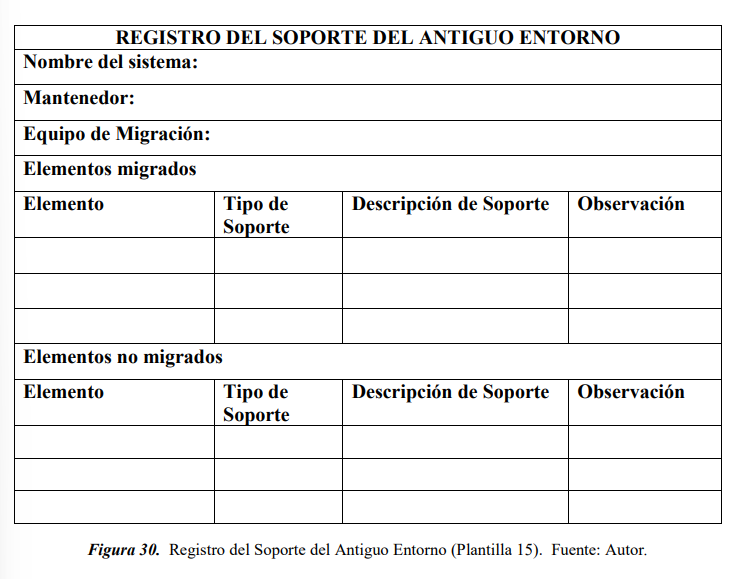 REGISTRO DEL SOPORTE DEL ANTIGUO ENTORNO
Nombre del sistema:
Mantenedor:
Equipo de Migración:
Elementos migrados
Elemento Tipo de Soporte Descripción de Soporte Observación
Elementos no migrados
Elemento Tipo de Soporte Descripción de Soporte Observación
Figura 30. Registro del Soporte del Antiguo Entorno (Plantilla 15). Fuente: Autor.